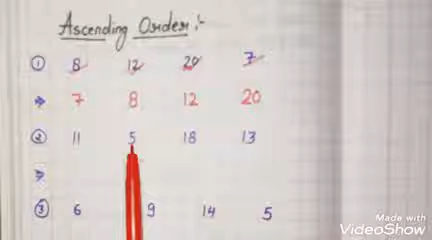 Ascending Order :-
① 8 12 20 7
⇒ 7 8 12 20
② 11 5 18 13
⇒
③ 6 9 14 5
Made with
VideoShow